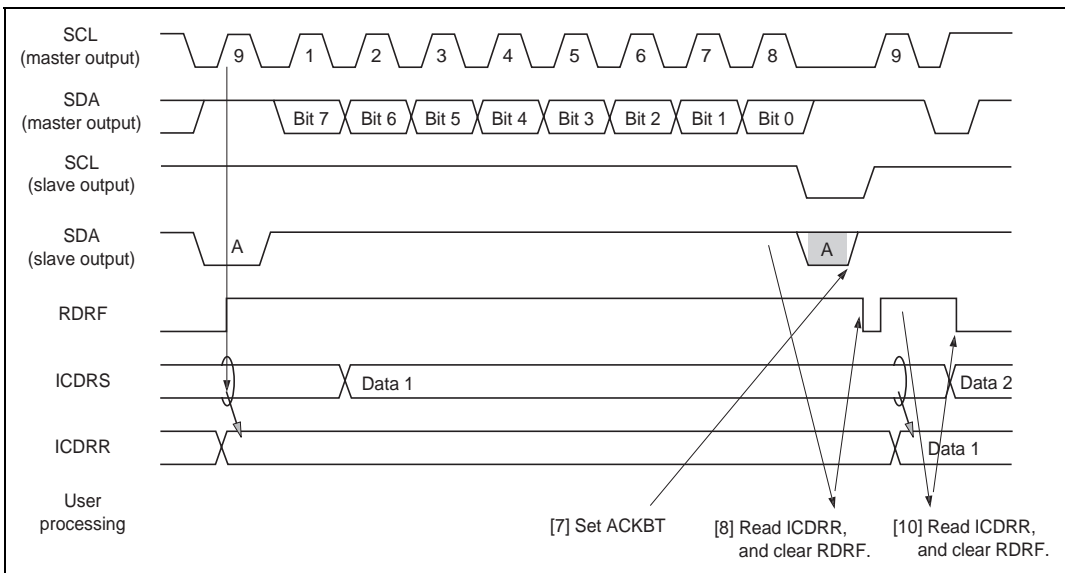 SCL
(master output)
9 1 2 3 4 5 6 7 8 9
SDA
(master output)
Bit 7 Bit 6 Bit 5 Bit 4 Bit 3 Bit 2 Bit 1 Bit 0
SCL
(slave output)
SDA
(slave output)
A A
RDRF
ICDRS
Data 1 Data 2
ICDRR
Data 1
User
processing
[7] Set ACKBT
[8] Read ICDRR,
and clear RDRF.
[10] Read ICDRR,
and clear RDRF.